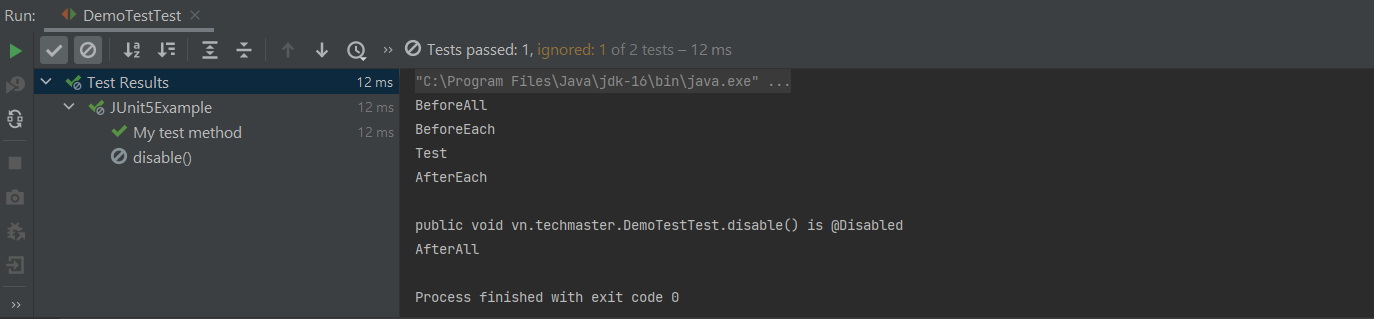 Run: DemoTestTest
Tests passed: 1, ignored: 1 of 2 tests – 12 ms
Test Results 12 ms
JUnit5Example 12 ms
My test method 12 ms
disable()
"C:\Program Files\Java\jdk-16\bin\java.exe" ...
BeforeAll
BeforeEach
Test
AfterEach
public void vn.techmaster.DemoTestTest.disable() is @Disabled
AfterAll
Process finished with exit code 0